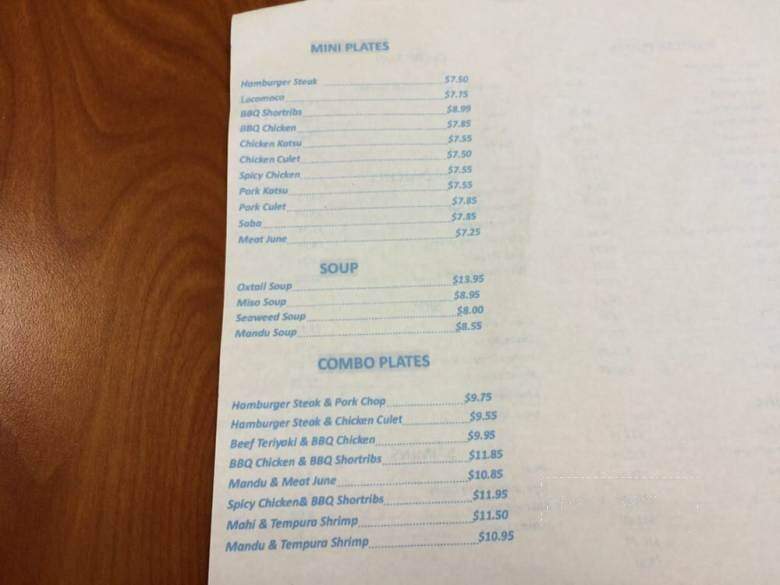 MINI PLATES
Hamburger Steak $7.50
Locomoco $7.75
BBQ Shortribs $8.99
BBQ Chicken $7.85
Chicken Katsu $7.55
Chicken Culet $7.50
Spicy Chicken $7.55
Pork Katsu $7.55
Pork Culet $7.85
Saba $7.85
Meat June $7.25
SOUP
Oxtail Soup $13.95
Miso Soup $8.95
Seaweed Soup $8.00
Mandu Soup $8.55
COMBO PLATES
Hamburger Steak & Pork Chop $9.75
Hamburger Steak & Chicken Culet $9.55
Beef Teriyaki & BBQ Chicken $9.95
BBQ Chicken & BBQ Shortribs $11.85
Mandu & Meat June $10.85
Spicy Chicken& BBQ Shortribs $11.95
Mahi & Tempura Shrimp $11.50
Mandu & Tempura Shrimp $10.95